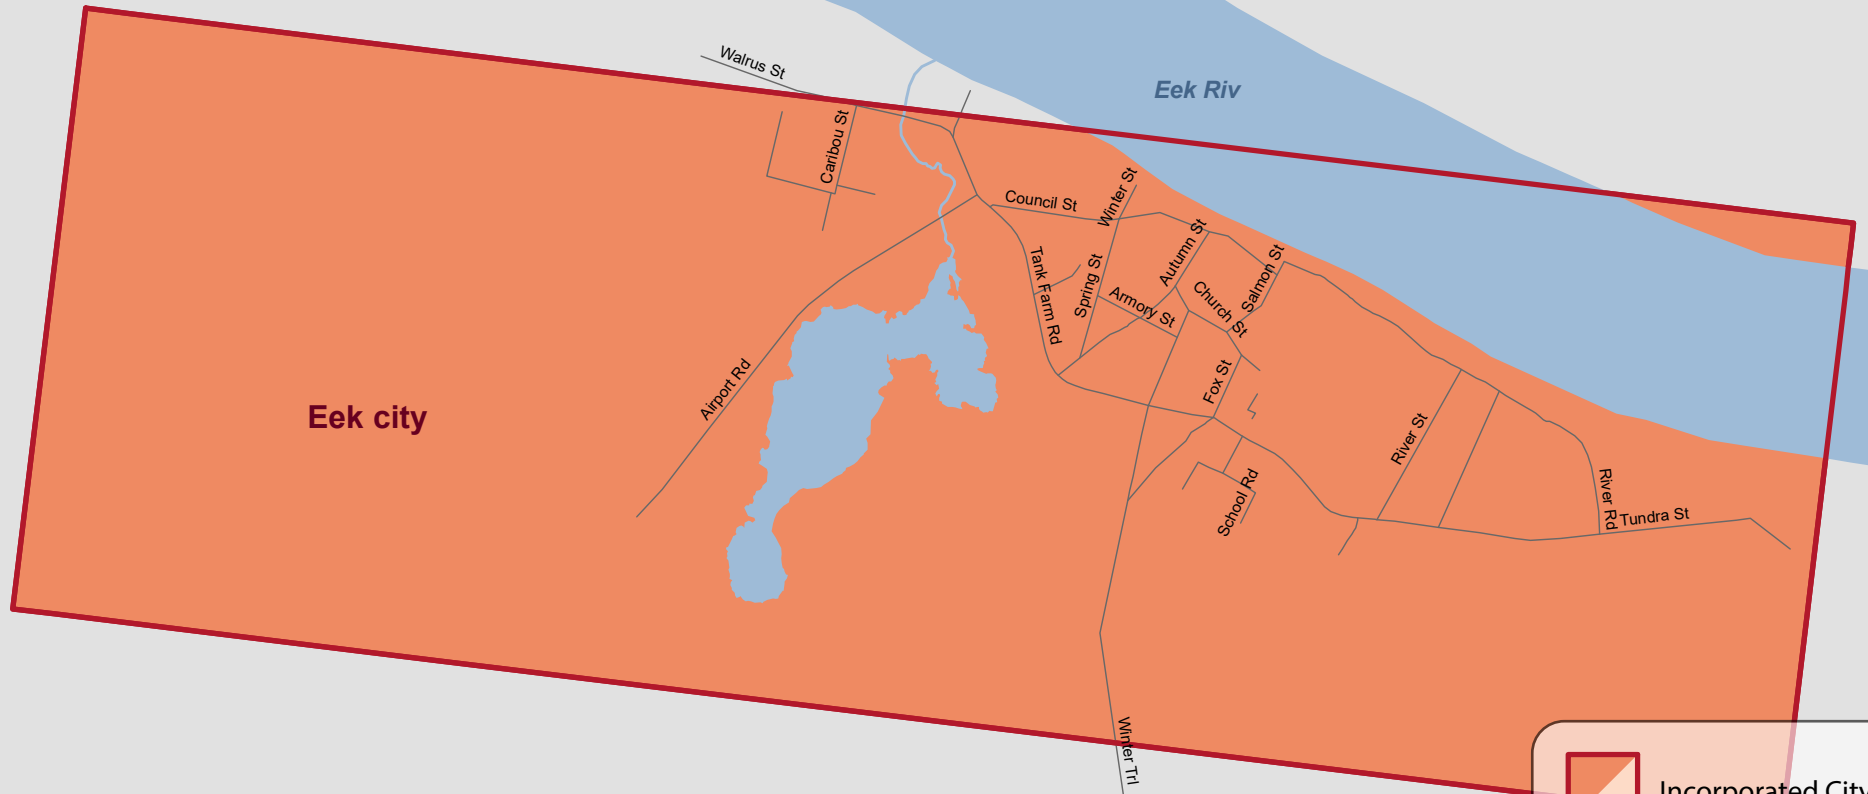 Walrus St
Eek Riv
Caribou St
Council St
Winter St
Autumn St
Salmon St
Tank Farm Rd
Spring St
Armory St
Church St
Airport Rd
Fox St
Eek city
River St
School Rd
River Rd
Tundra St
Winter Trl
Incorporated City